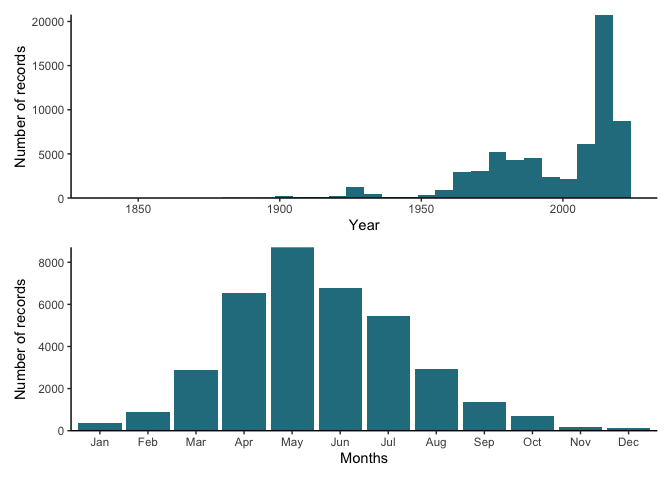 Number of records
20000
15000
10000
5000
0
1850 1900 1950 2000
Year
Number of records
8000
6000
4000
2000
0
Jan Feb Mar Apr May Jun Jul Aug Sep Oct Nov Dec
Months